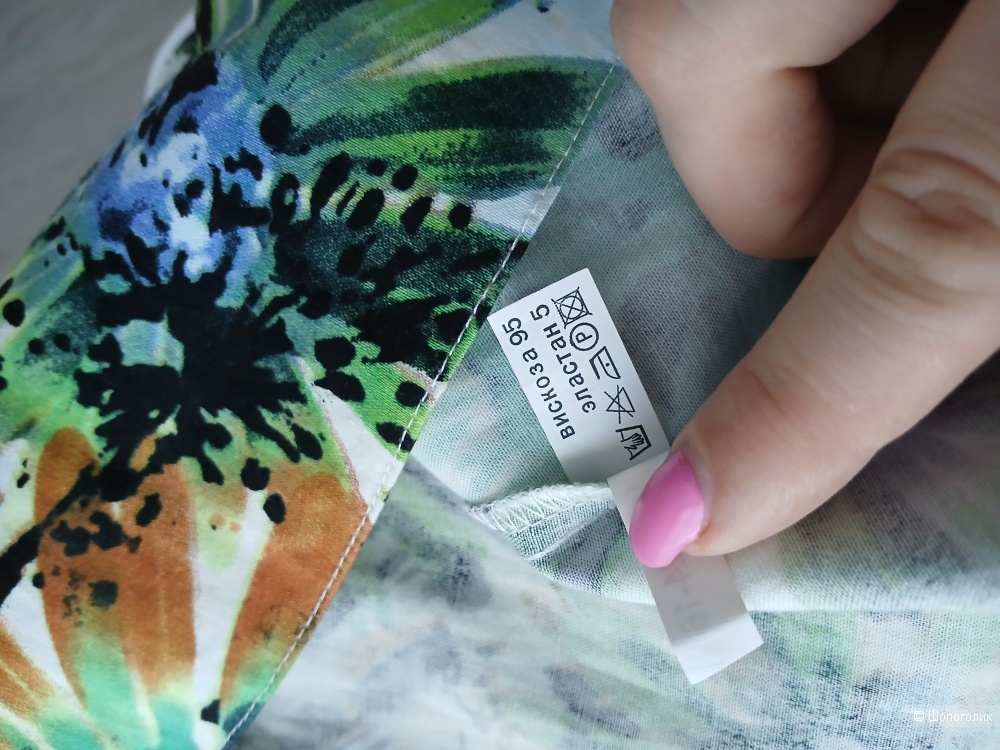 вискоза 95
эластан 5
P
© Шопоголик